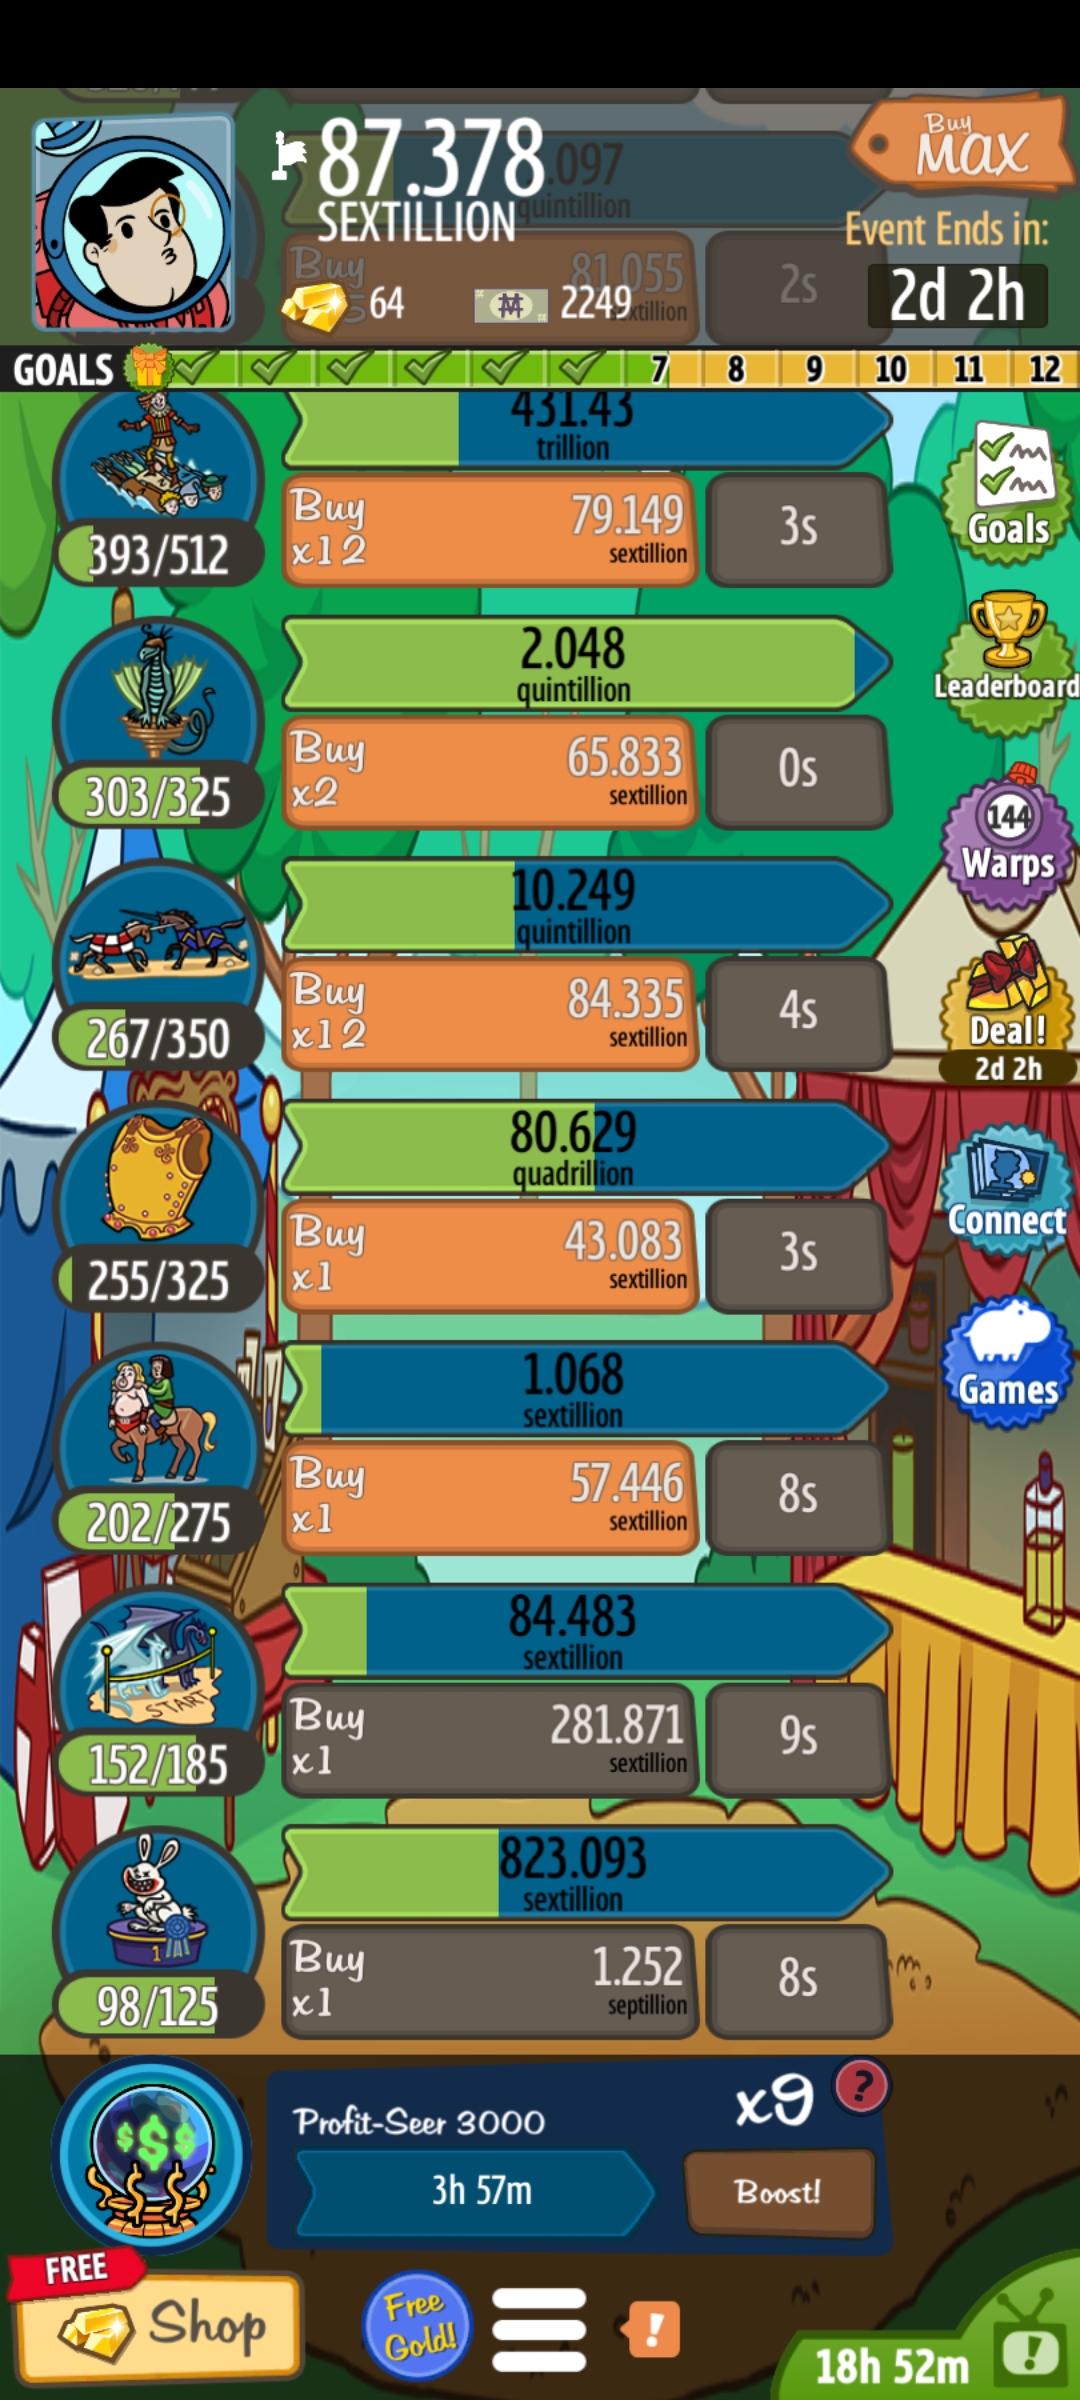 87.378
SEXTILLION
.097
quintillion
Buy
MAX
Event Ends in:
2d 2h
Buy
81.055
2s
64
2249
GOALS
7 8 9 10 11 12
431.43
trillion
393/512
Buy
x12
79.149
sextillion
3s
Goals
2.048
quintillion
303/325
Buy
x2
65.833
sextillion
0s
Leaderboard
10.249
quintillion
267/350
Buy
x12
84.335
sextillion
4s
144
Warps
Deal!
2d 2h
80.629
quadrillion
255/325
Buy
x1
43.083
sextillion
3s
Connect
1.068
sextillion
202/275
Buy
x1
57.446
sextillion
8s
Games
84.483
sextillion
START
152/185
Buy
x1
281.871
sextillion
9s
823.093
sextillion
1
98/125
Buy
x1
1.252
septillion
8s
$$$
Profit-Seer 3000
x9
?
3h 57m
Boost!
FREE
Shop
Free
Gold!
!
18h 52m
!